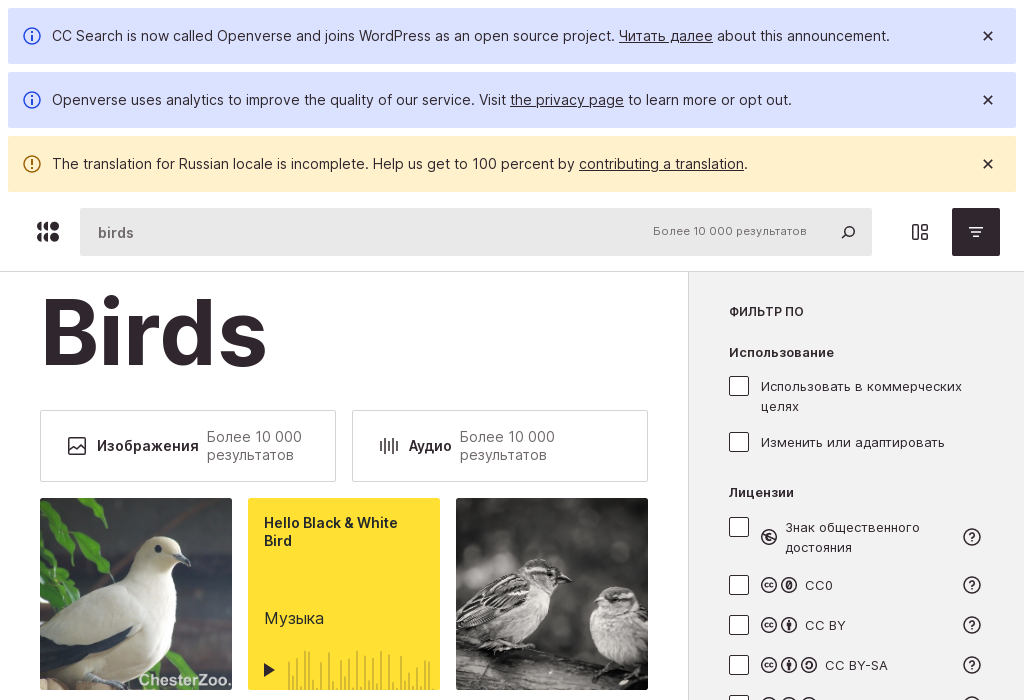 CC Search is now called Openverse and joins WordPress as an open source project. Читать далее about this announcement.
Openverse uses analytics to improve the quality of our service. Visit the privacy page to learn more or opt out.
The translation for Russian locale is incomplete. Help us get to 100 percent by contributing a translation.
birds
Более 10 000 результатов
Birds
Изображения
Более 10 000
результатов
Аудио
Более 10 000
результатов
ChesterZoo.
Hello Black & White
Bird
Музыка
ФИЛЬТР ПО
Использование
Использовать в коммерческих
целях
Изменить или адаптировать
Лицензии
Знак общественного
достояния
CC0
CC BY
CC BY-SA